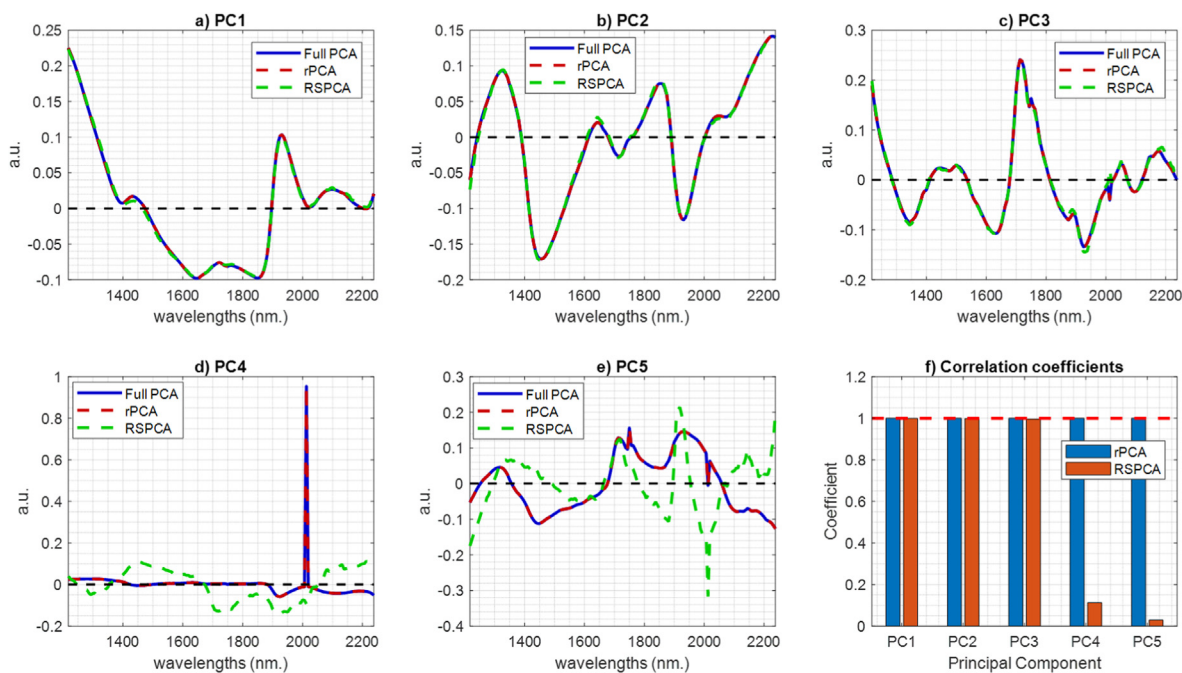 a) PC1
0.25
0.2
0.15
0.1
0.05
0
-0.05
-0.1
a.u.
Full PCA
rPCA
RSPCA
1400 1600 1800 2000 2200
wavelengths (nm.)
b) PC2
0.15
0.1
0.05
0
-0.05
-0.1
-0.15
-0.2
a.u.
Full PCA
rPCA
RSPCA
1400 1600 1800 2000 2200
wavelengths (nm.)
c) PC3
0.3
0.2
0.1
0
-0.1
-0.2
a.u.
Full PCA
rPCA
RSPCA
1400 1600 1800 2000 2200
wavelengths (nm.)
d) PC4
1
0.8
0.6
0.4
0.2
0
-0.2
a.u.
Full PCA
rPCA
RSPCA
1400 1600 1800 2000 2200
wavelengths (nm.)
e) PC5
0.3
0.2
0.1
0
-0.1
-0.2
-0.3
-0.4
a.u.
Full PCA
rPCA
RSPCA
1400 1600 1800 2000 2200
wavelengths (nm.)
f) Correlation coefficients
1.2
1
0.8
0.6
0.4
0.2
0
Coefficient
rPCA
RSPCA
PC1 PC2 PC3 PC4 PC5
Principal Component